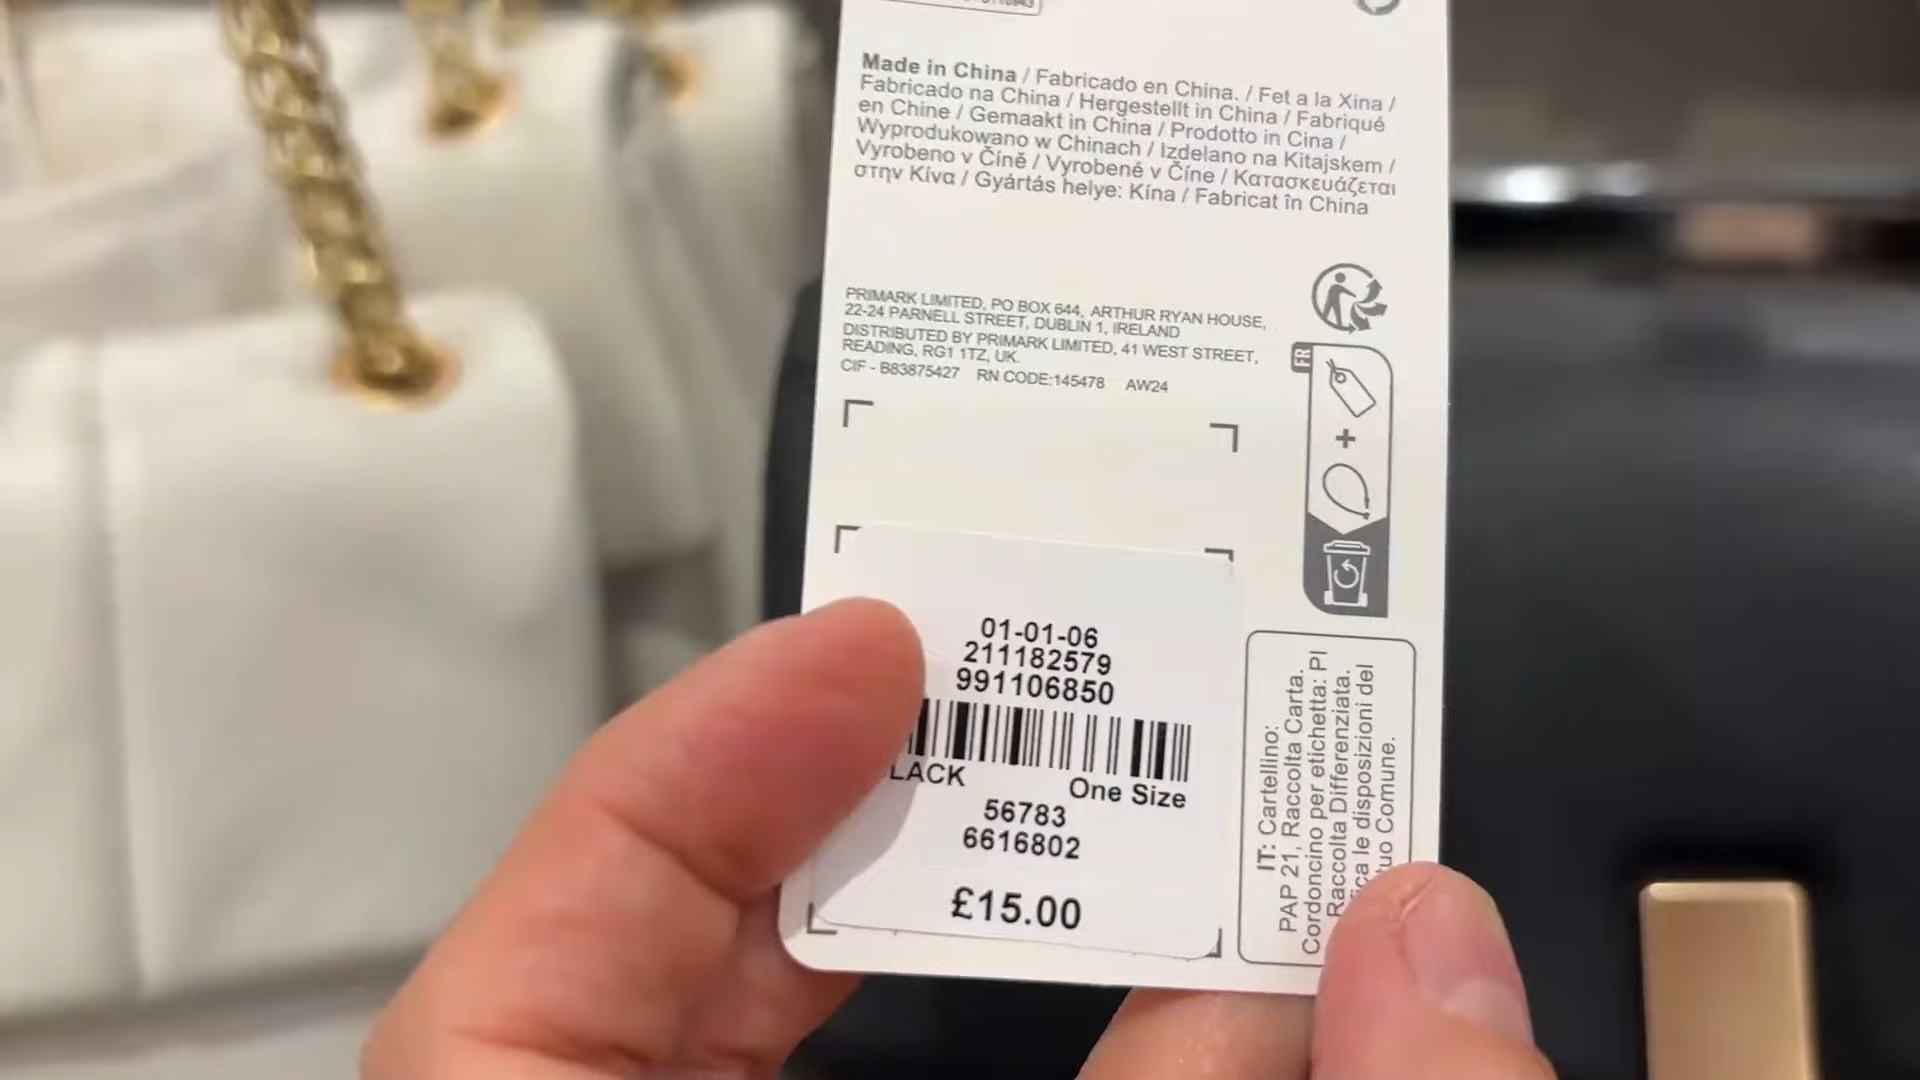 Made in China / Fabricado en China. / Fet a la Xina /
Fabricado na China / Hergestellt in China / Fabriqué
en Chine / Gemaakt in China / Prodotto in Cina /
Wyprodukowano w Chinach / Izdelano na Kitajskem /
Vyrobeno v Číně / Vyrobené v Číne / Κατασκευάζεται
στην Κίνα / Gyártás helye: Kína / Fabricat în China
PRIMARK LIMITED, PO BOX 644, ARTHUR RYAN HOUSE,
22-24 PARNELL STREET, DUBLIN 1, IRELAND
DISTRIBUTED BY PRIMARK LIMITED, 41 WEST STREET,
READING, RG1 1TZ, UK.
CIF - B83875427 RN CODE:145478 AW24
FR
01-01-06
211182579
991106850
LACK One Size
56783
6616802
£15.00
IT: Cartellino:
PAP 21, Raccolta Carta.
Cordoncino per etichetta: PI
Raccolta Differenziata.
le disposizioni del
Comune.